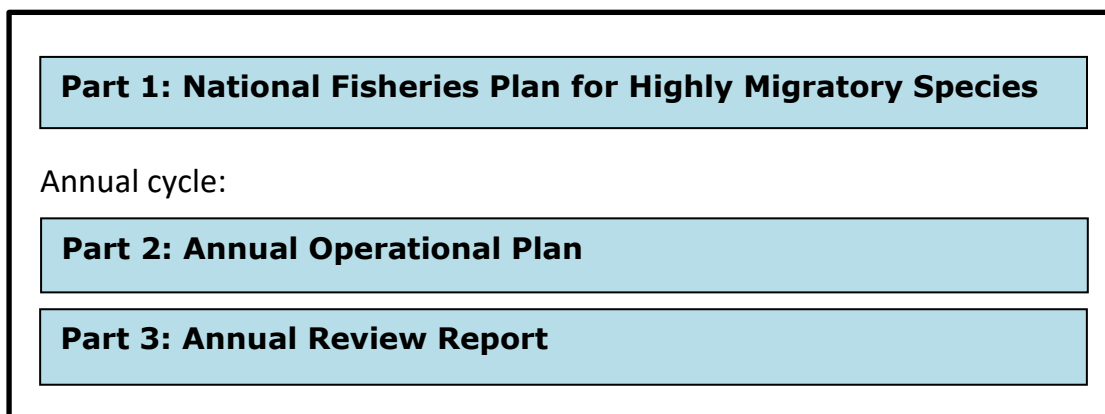 Part 1: National Fisheries Plan for Highly Migratory Species
Annual cycle:
Part 2: Annual Operational Plan
Part 3: Annual Review Report